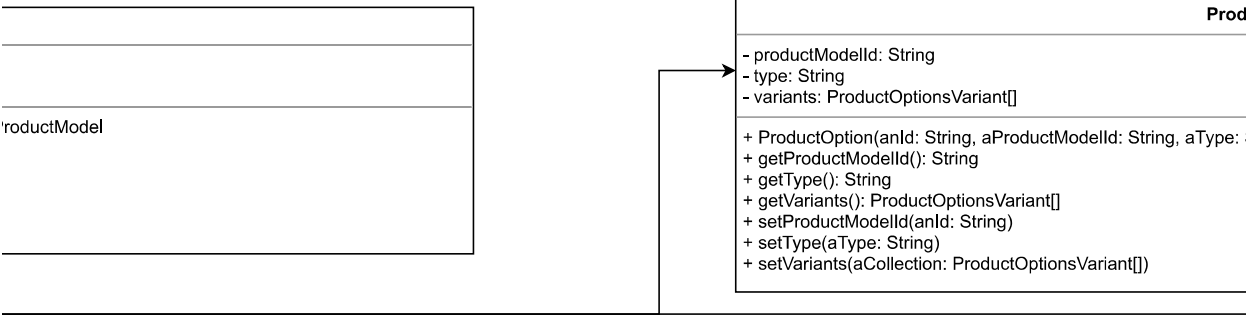 Prod
- productModelId: String
- type: String
- variants: ProductOptionsVariant[]
ProductModel
+ ProductOption(anId: String, aProductModelId: String, aType:
+ getProductModelId(): String
+ getType(): String
+ getVariants(): ProductOptionsVariant[]
+ setProductModelId(anId: String)
+ setType(aType: String)
+ setVariants(aCollection: ProductOptionsVariant[])